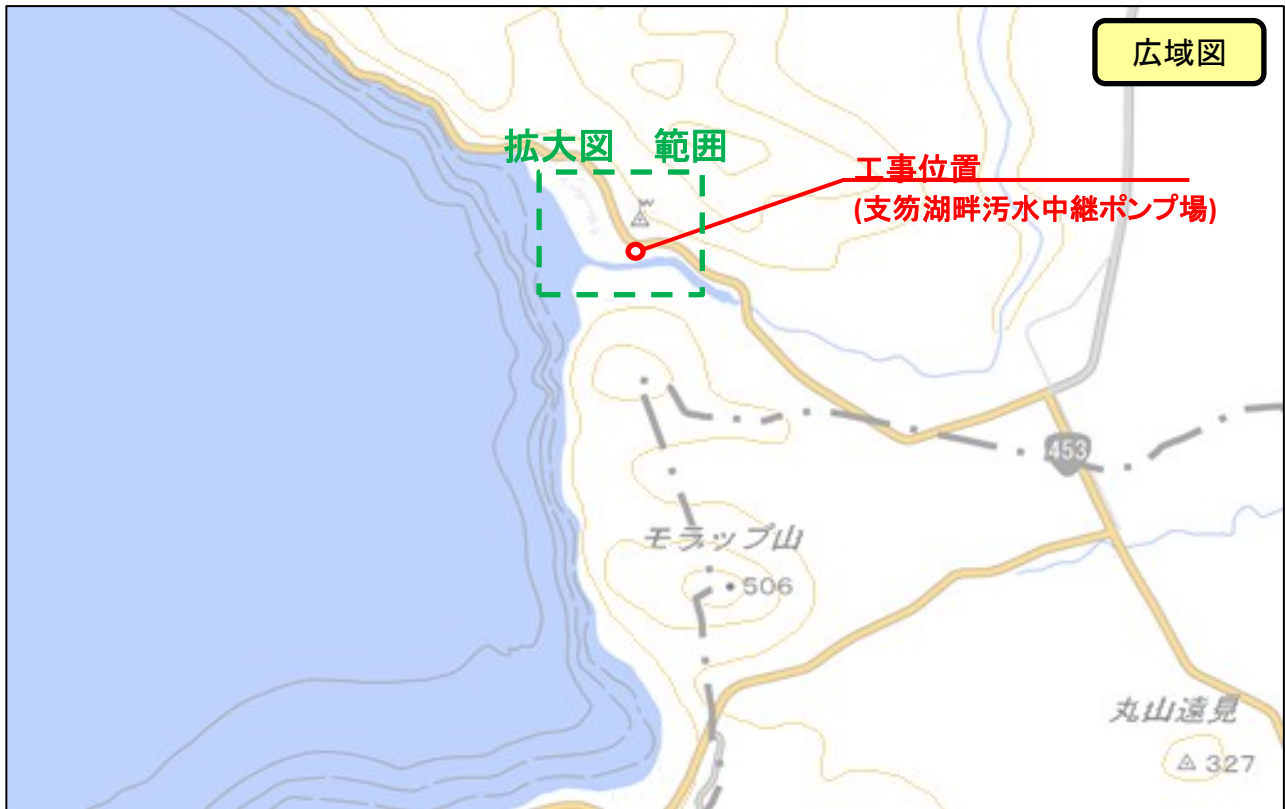 広域図
拡大図 範囲
工事位置
(支笏湖畔汚水中継ポンプ場)
453
モラップ山
506
丸山遠見
327